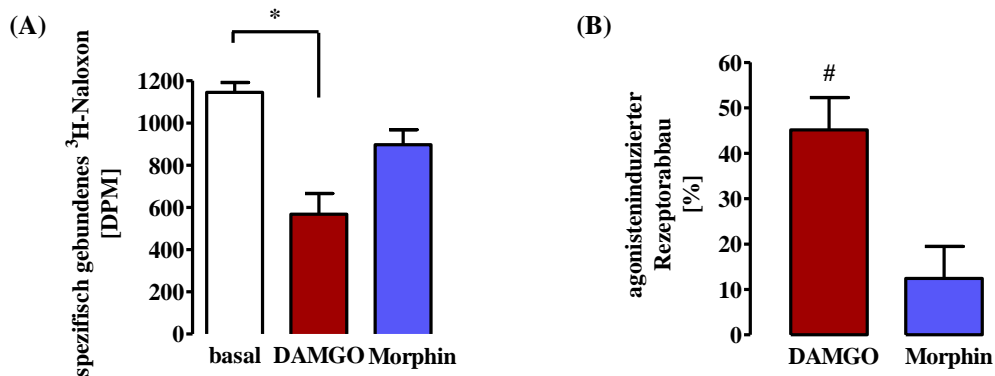 (A)
*
spezifisch gebundenes ³H-Naloxon
[DPM]
1200
1000
800
600
400
200
0
basal
DAMGO
Morphin
(B)
#
agonisteninduzierter
Rezeptorabbau
[%]
60
50
40
30
20
10
0
DAMGO
Morphin